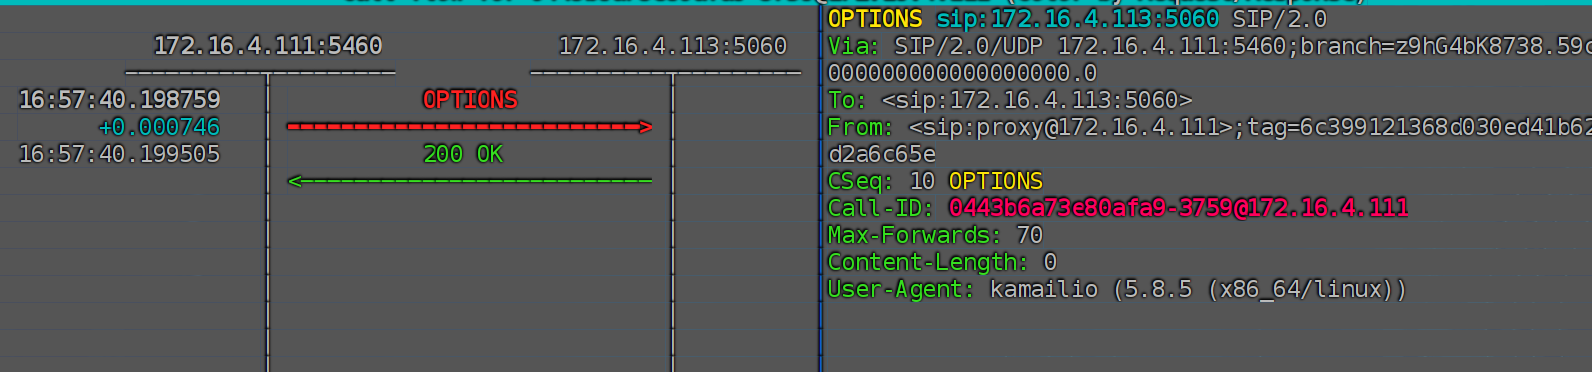 172.16.4.111:5460 172.16.4.113:5060
16:57:40.198759 OPTIONS
+0.000746
16:57:40.199505 200 OK
OPTIONS sip:172.16.4.113:5060 SIP/2.0
Via: SIP/2.0/UDP 172.16.4.111:5460;branch=z9hG4bK8738.59c
000000000000000000.0
To: <sip:172.16.4.113:5060>
From: <sip:proxy@172.16.4.111>;tag=6c399121368d030ed41b62
d2a6c65e
CSeq: 10 OPTIONS
Call-ID: 0443b6a73e80afa9-3759@172.16.4.111
Max-Forwards: 70
Content-Length: 0
User-Agent: kamailio (5.8.5 (x86_64/linux))